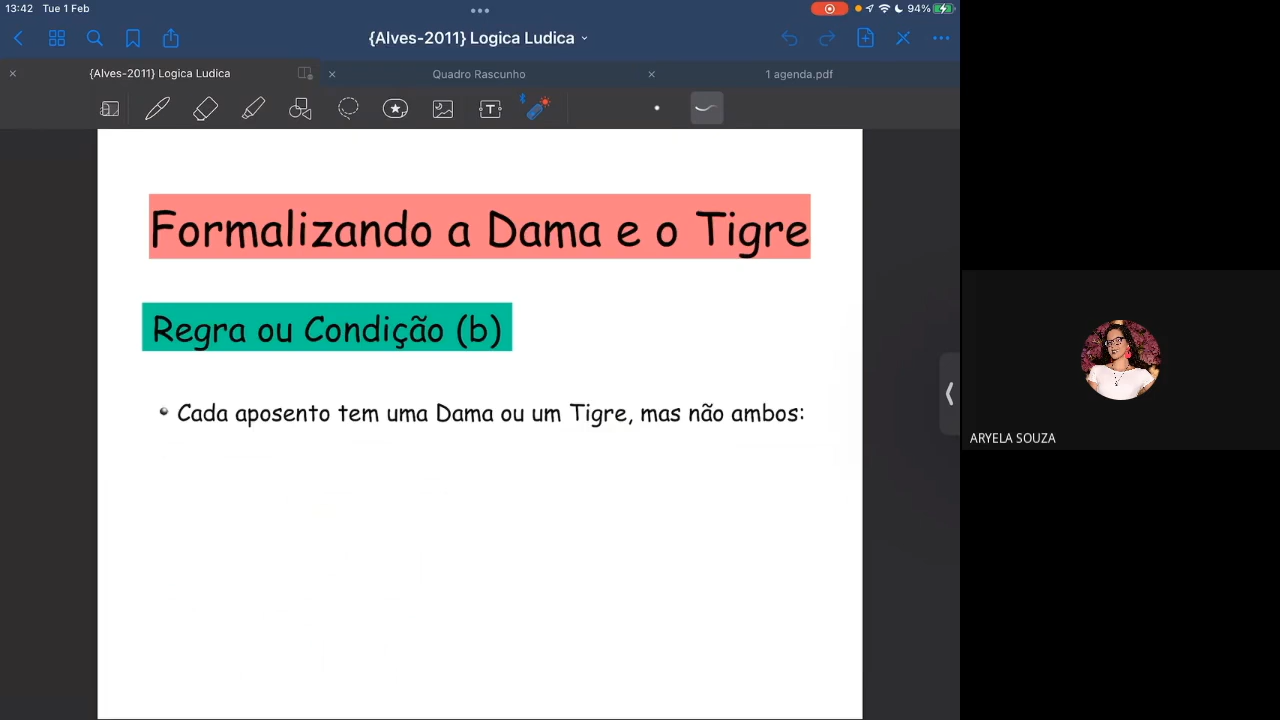 13:42 Tue 1 Feb
94%
{Alves-2011} Logica Ludica
{Alves-2011} Logica Ludica
Quadro Rascunho
1 agenda.pdf
T
Formalizando a Dama e o Tigre
Regra ou Condição (b)
• Cada aposento tem uma Dama ou um Tigre, mas não ambos:
ARYELA SOUZA